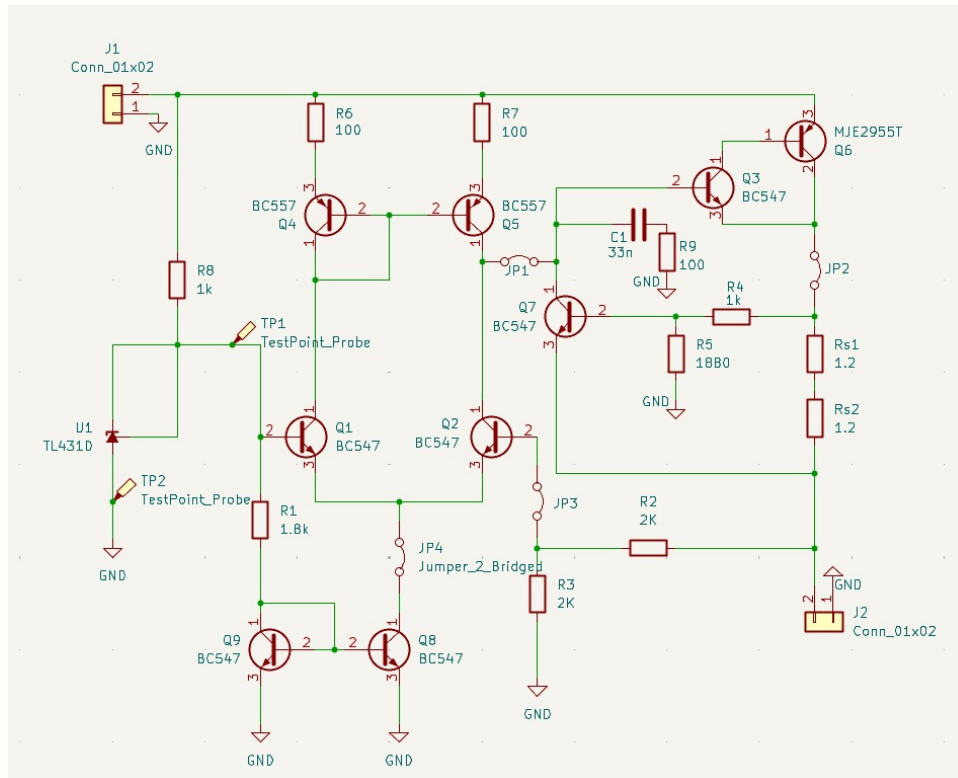 J1
Conn_01x02
2
1
GND
R6
100
R7
100
3
1
MJE2955T
2
Q6
Q3
2
1
BC547
3
BC557
3
2
Q4
1
2
3
BC557
Q5
1
C1
33n
R9
100
GND
JP1
JP2
R8
1k
TP1
TestPoint_Probe
Q7
1
2
BC547
3
R4
1k
R5
18B0
GND
Rs1
1.2
Rs2
1.2
U1
TL431D
TP2
TestPoint_Probe
GND
2
1
Q1
BC547
3
Q2
1
2
BC547
3
R1
1.8k
JP4
Jumper_2_Bridged
JP3
R2
2K
R3
2K
GND
GND
2
1
J2
Conn_01x02
Q9
1
2
BC547
3
2
1
Q8
BC547
3
GND
GND